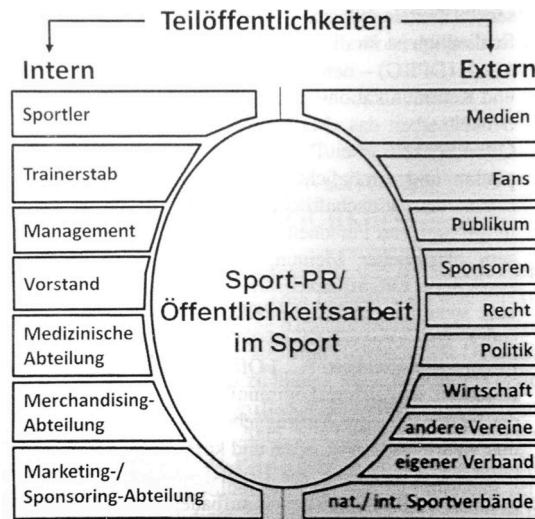 Teilöffentlichkeiten
Intern
Sportler
Trainerstab
Management
Vorstand
Medizinische
Abteilung
Merchandising-
Abteilung
Marketing-/
Sponsoring-Abteilung
Sport-PR/
Öffentlichkeitsarbeit
im Sport
Extern
Medien
Fans
Publikum
Sponsoren
Recht
Politik
Wirtschaft
andere Vereine
eigener Verband
nat./ int. Sportverbände